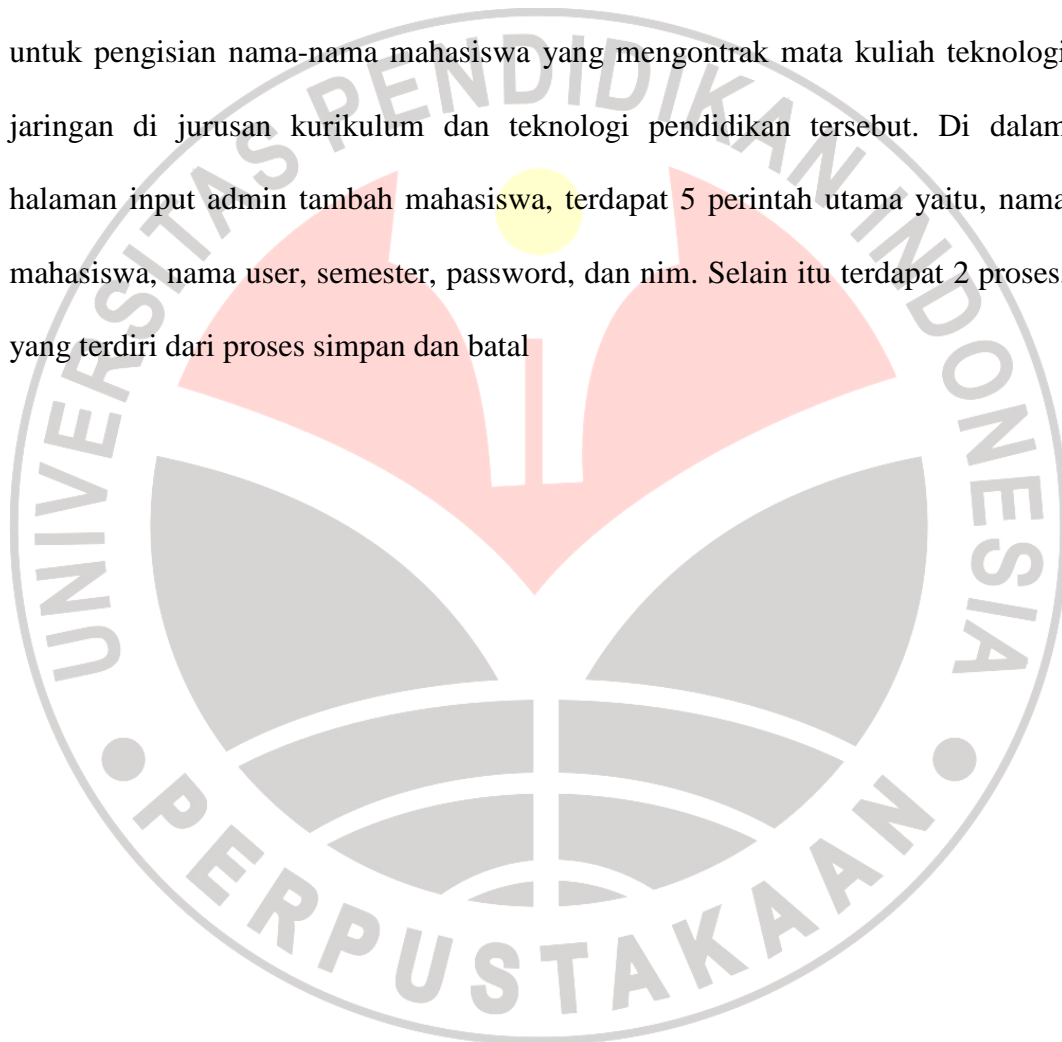 untuk pengisian nama-nama mahasiswa yang mengontrak mata kuliah teknologi
jaringan di jurusan kurikulum dan teknologi pendidikan tersebut. Di dalam
halaman input admin tambah mahasiswa, terdapat 5 perintah utama yaitu, nama
mahasiswa, nama user, semester, password, dan nim. Selain itu terdapat 2 proses.
yang terdiri dari proses simpan dan batal
UNIVERSITAS PENDIDIKAN INDONESIA
PERPUSTAKAAN